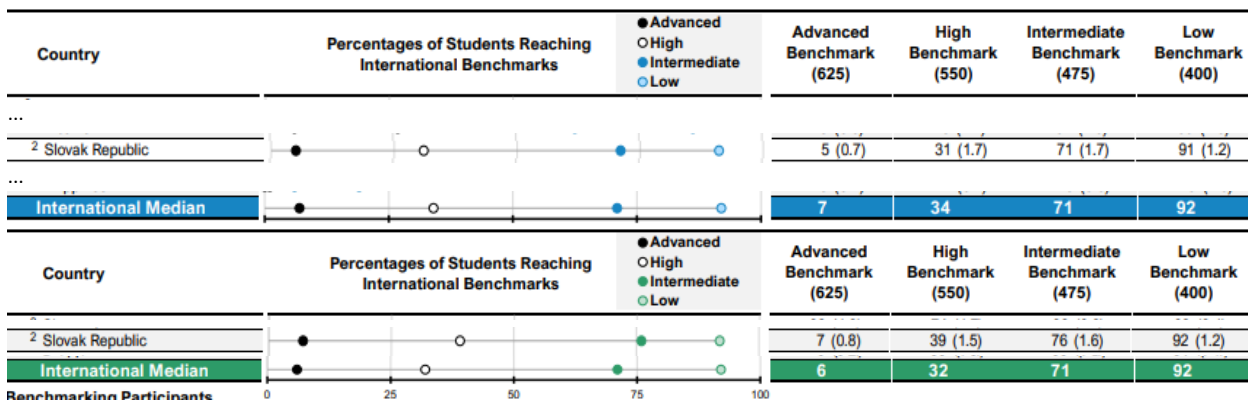 Country Percentages of Students Reaching International Benchmarks ●Advanced ○High ●Intermediate ○Low Advanced Benchmark (625) High Benchmark (550) Intermediate Benchmark (475) Low Benchmark (400)
...
2 Slovak Republic 5 (0.7) 31 (1.7) 71 (1.7) 91 (1.2)
...
International Median 7 34 71 92
Country Percentages of Students Reaching International Benchmarks ●Advanced ○High ●Intermediate ○Low Advanced Benchmark (625) High Benchmark (550) Intermediate Benchmark (475) Low Benchmark (400)
2 Slovak Republic 7 (0.8) 39 (1.5) 76 (1.6) 92 (1.2)
International Median 6 32 71 92
Benchmarking Participants 0 25 50 75 100